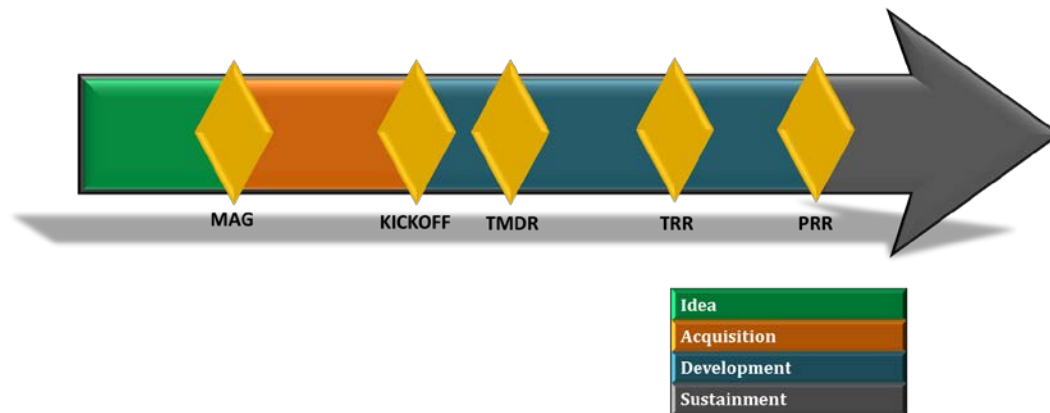 MAG KICKOFF TMDR TRR PRR
Idea
Acquisition
Development
Sustainment